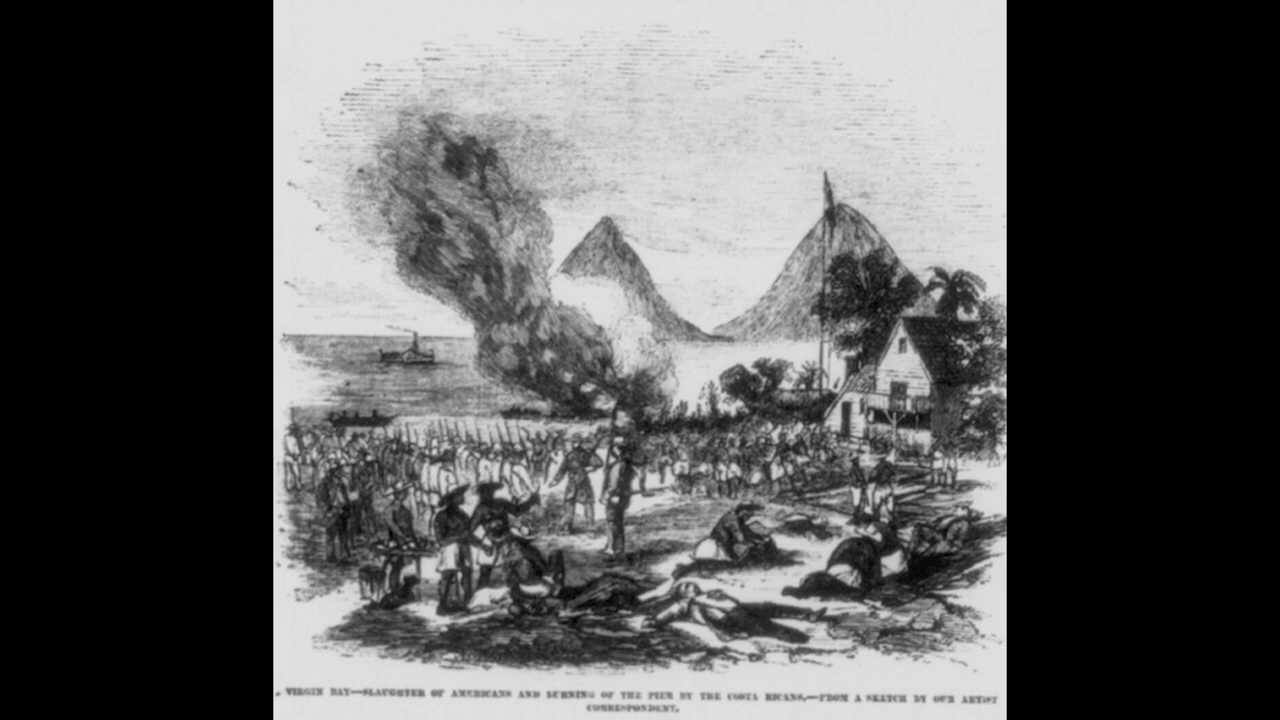 VIRGIN BAY—SLAUGHTER OF AMERICANS AND BURNING OF THE PIER BY THE COSTA RICANS.—FROM A SKETCH BY OUR ARTIST
CORRESPONDENT.